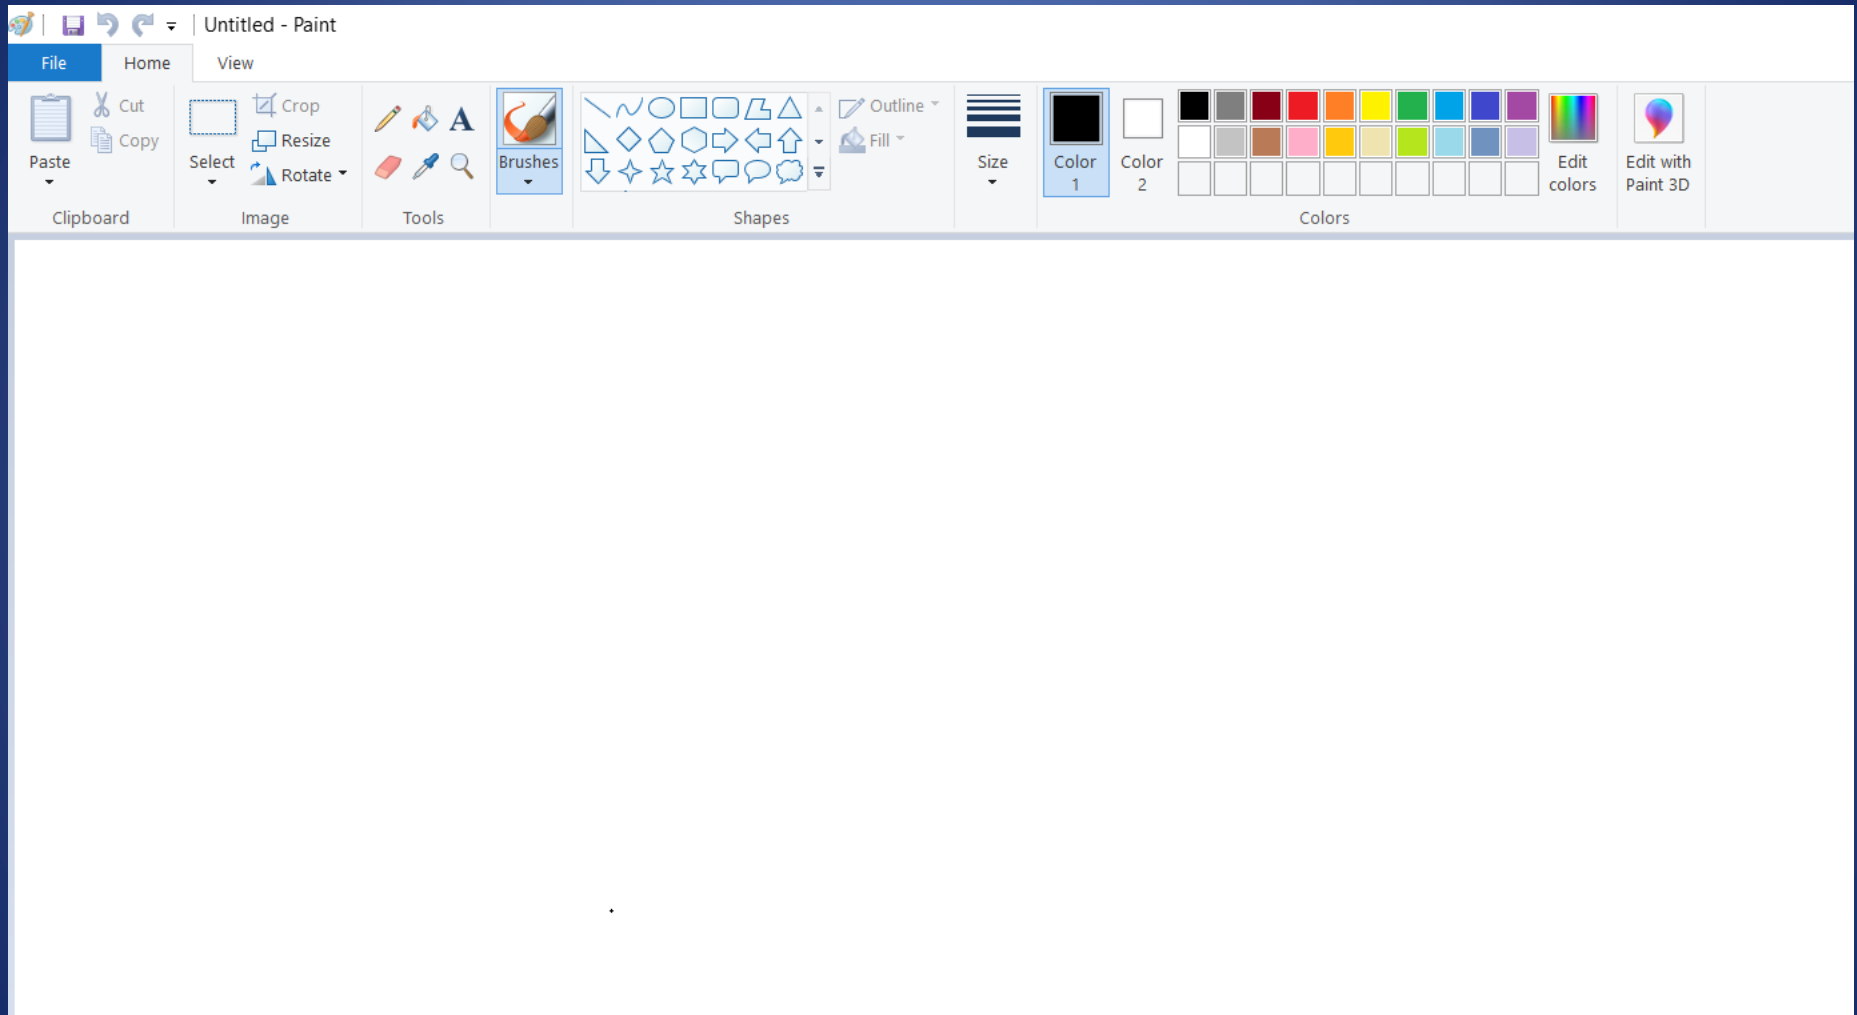 Untitled - Paint
File Home View
Paste
Cut
Copy
Clipboard
Select
Crop
Resize
Rotate
Image
A
Tools
Brushes
Outline
Fill
Shapes
Size
Color
1
Color
2
Edit
colors
Colors
Edit with
Paint 3D